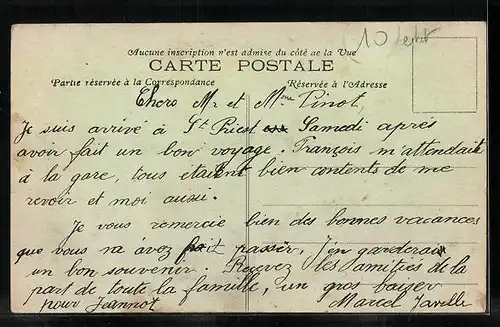 10
Aucune inscription n'est admise du côté de la Vue
CARTE POSTALE
Partie réservée à la Correspondance
Réservée à l'Adresse
Chers Mr et Mme Pinot,
Je suis arrivé à St Priest Samedi après
avoir fait un bon voyage. François m'attendait
à la gare, tous étaient bien contents de me
revoir et moi aussi.
Je vous remercie bien des bonnes vacances
que vous m'avez fait passer. J'en garderai
un bon souvenir. Recevez les amitiés de la
part de toute la famille, un gros baiser
pour Jeannot Marcel